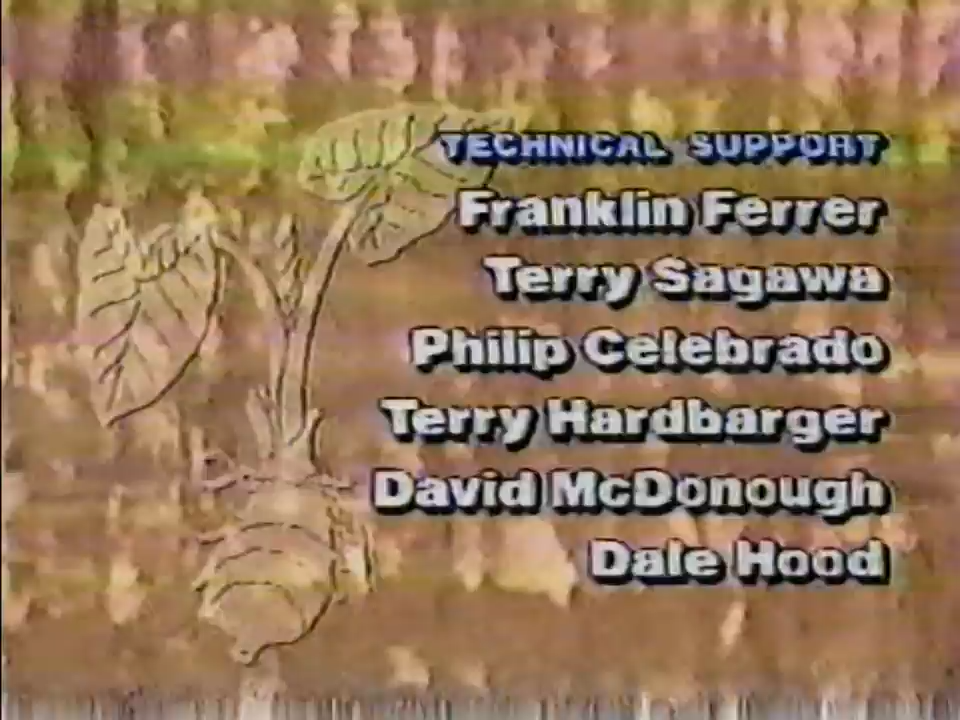 TECHNICAL SUPPORT
Franklin Ferrer
Terry Sagawa
Philip Celebrado
Terry Hardbarger
David McDonough
Dale Hood